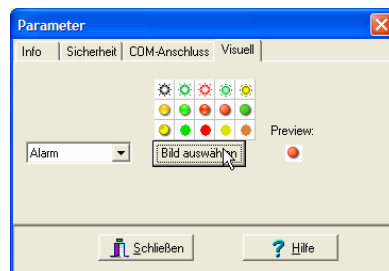 Parameter
Info Sicherheit COM-Anschluss Visuell
Preview:
Alarm Bild auswählen
Schließen ? Hilfe